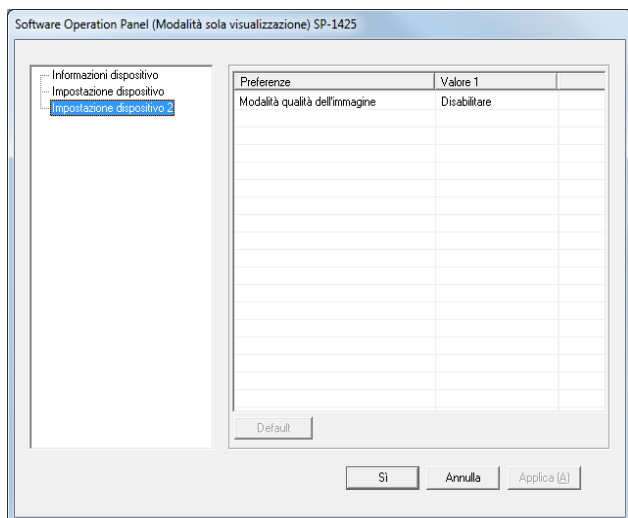 Software Operation Panel (Modalità sola visualizzazione) SP-1425
Informazioni dispositivo
Impostazione dispositivo
Impostazione dispositivo 2
Preferenze Valore 1
Modalità qualità dell'immagine Disabilitare
Default
Sì Annulla Applica (A)